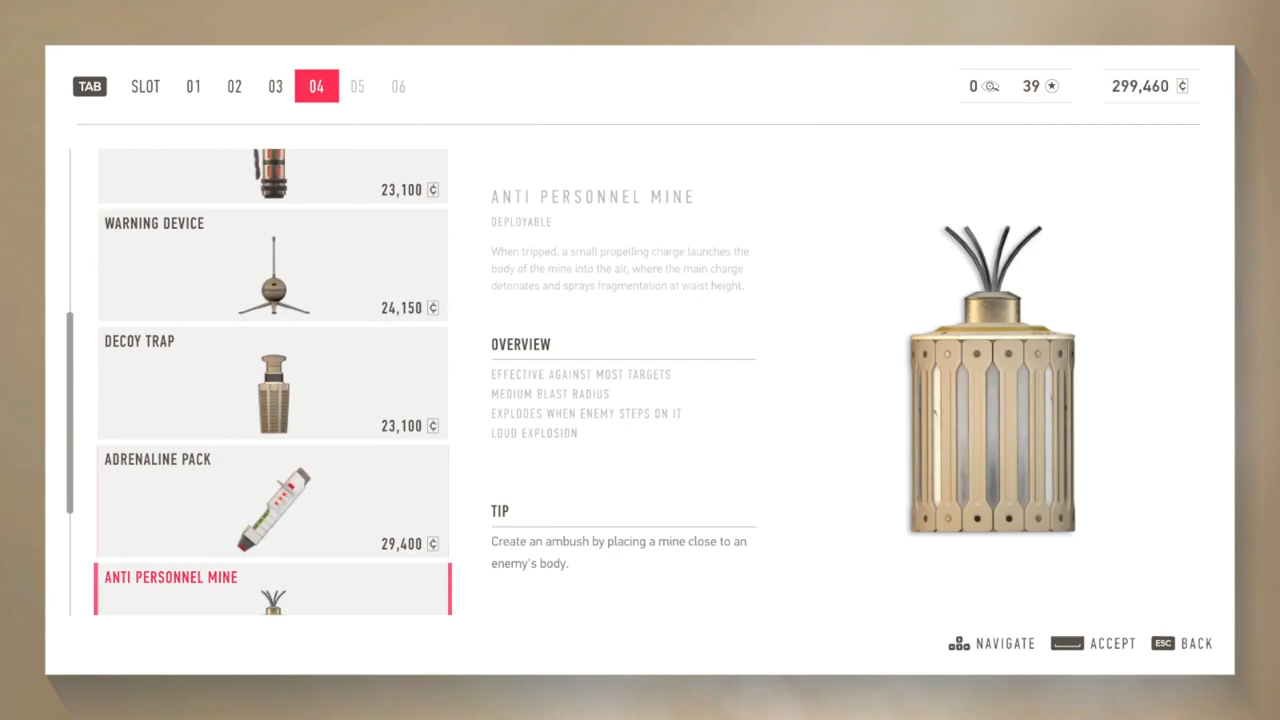 TAB SLOT 01 02 03 04 05 06
0 39 299,460
23,100
WARNING DEVICE
24,150
DECOY TRAP
23,100
ADRENALINE PACK
29,400
ANTI PERSONNEL MINE
ANTI PERSONNEL MINE
DEPLOYABLE
When tripped, a small propelling charge launches the
body of the mine into the air, where the main charge
detonates and sprays fragmentation at waist height.
OVERVIEW
EFFECTIVE AGAINST MOST TARGETS
MEDIUM BLAST RADIUS
EXPLODES WHEN ENEMY STEPS ON IT
LOUD EXPLOSION
TIP
Create an ambush by placing a mine close to an
enemy's body.
NAVIGATE ACCEPT ESC BACK